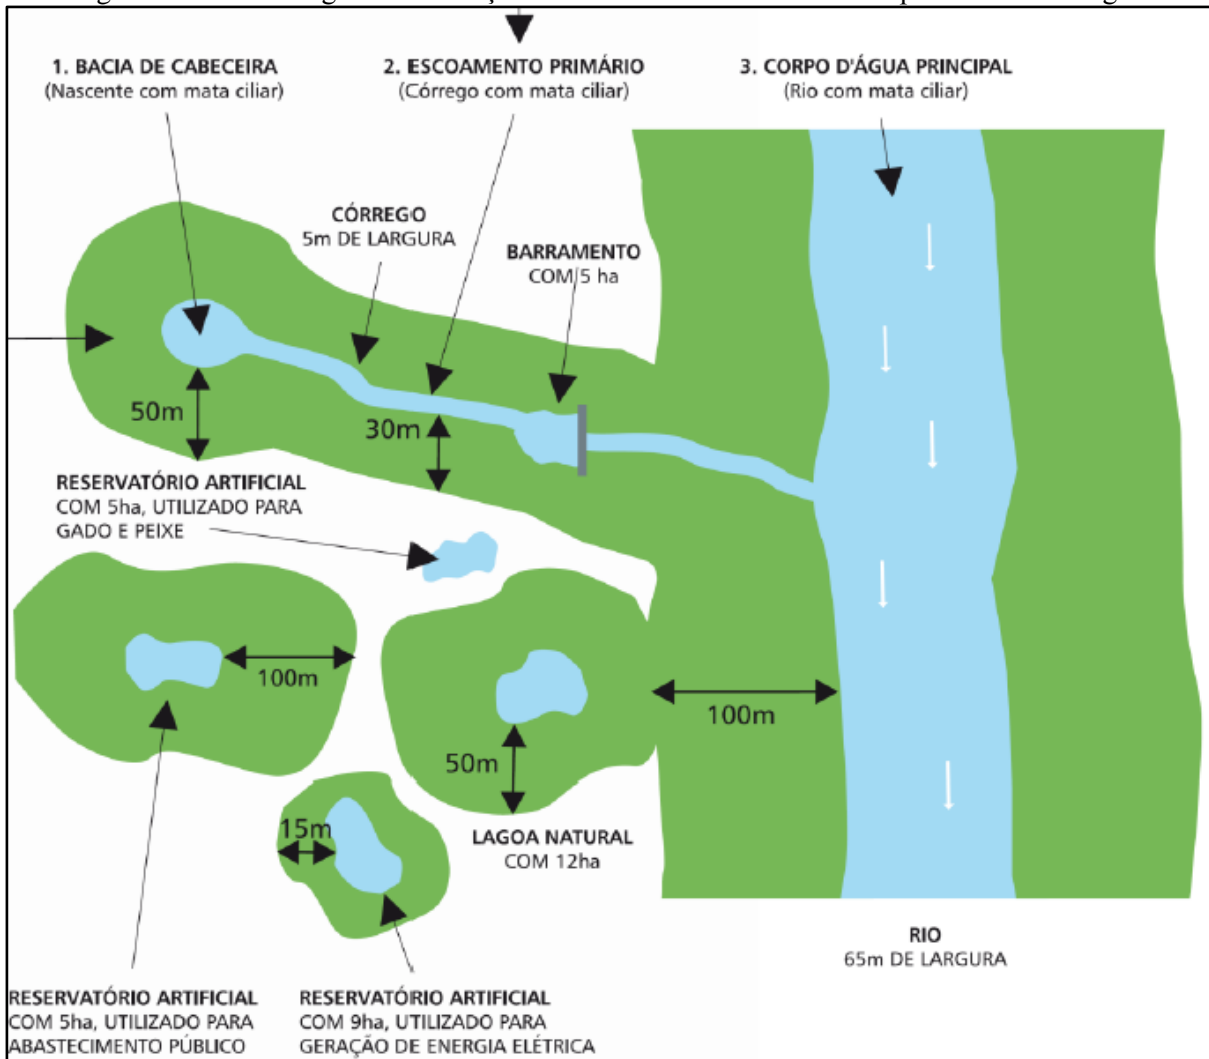 1. BACIA DE CABECEIRA
(Nascente com mata ciliar)
2. ESCOAMENTO PRIMÁRIO
(Córrego com mata ciliar)
3. CORPO D'ÁGUA PRINCIPAL
(Rio com mata ciliar)
CÓRREGO
5m DE LARGURA
BARRAMENTO
COM 5 ha
50m
30m
RESERVATÓRIO ARTIFICIAL
COM 5ha, UTILIZADO PARA
GADO E PEIXE
100m
100m
50m
15m
LAGOA NATURAL
COM 12ha
RIO
65m DE LARGURA
RESERVATÓRIO ARTIFICIAL
COM 5ha, UTILIZADO PARA
ABASTECIMENTO PÚBLICO
RESERVATÓRIO ARTIFICIAL
COM 9ha, UTILIZADO PARA
GERAÇÃO DE ENERGIA ELÉTRICA